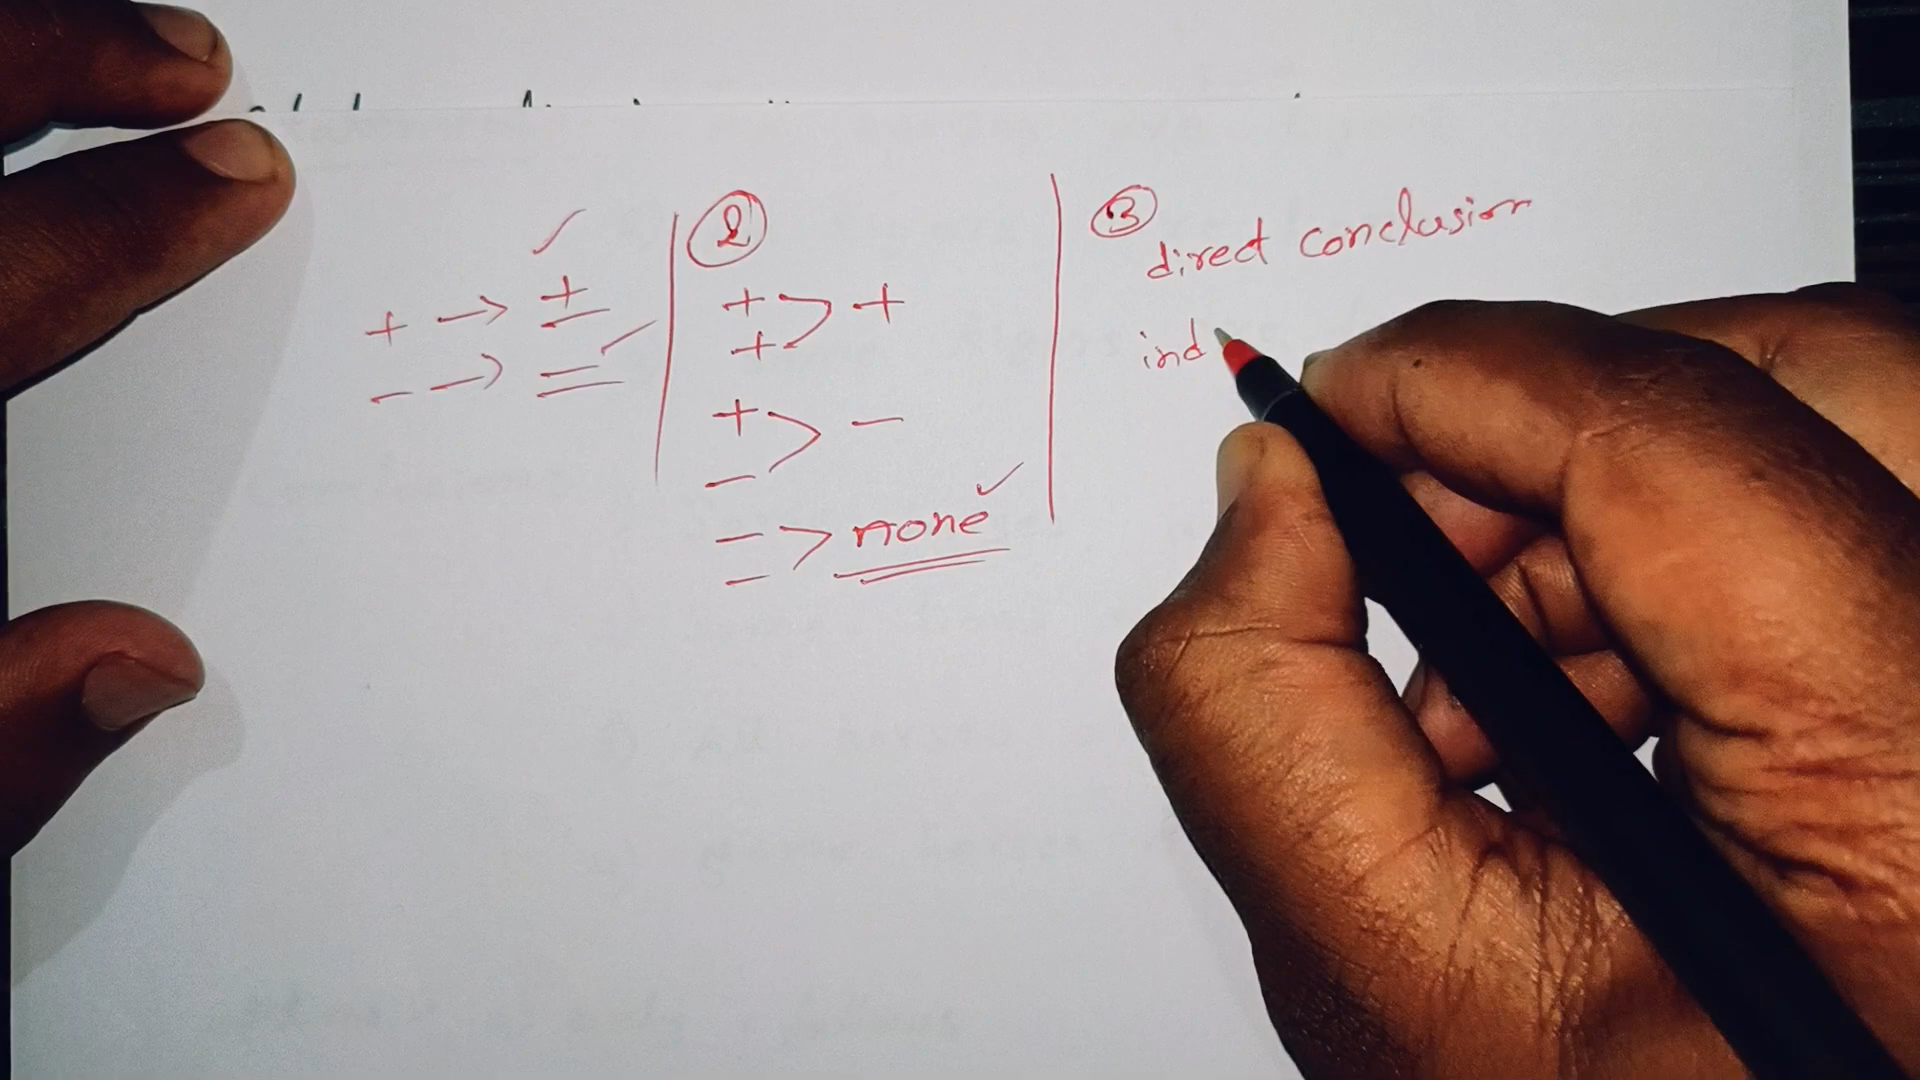 + → +
- → -
②
+
+ > +
+
- > -
-
- > none
③
direct conclusion
ind